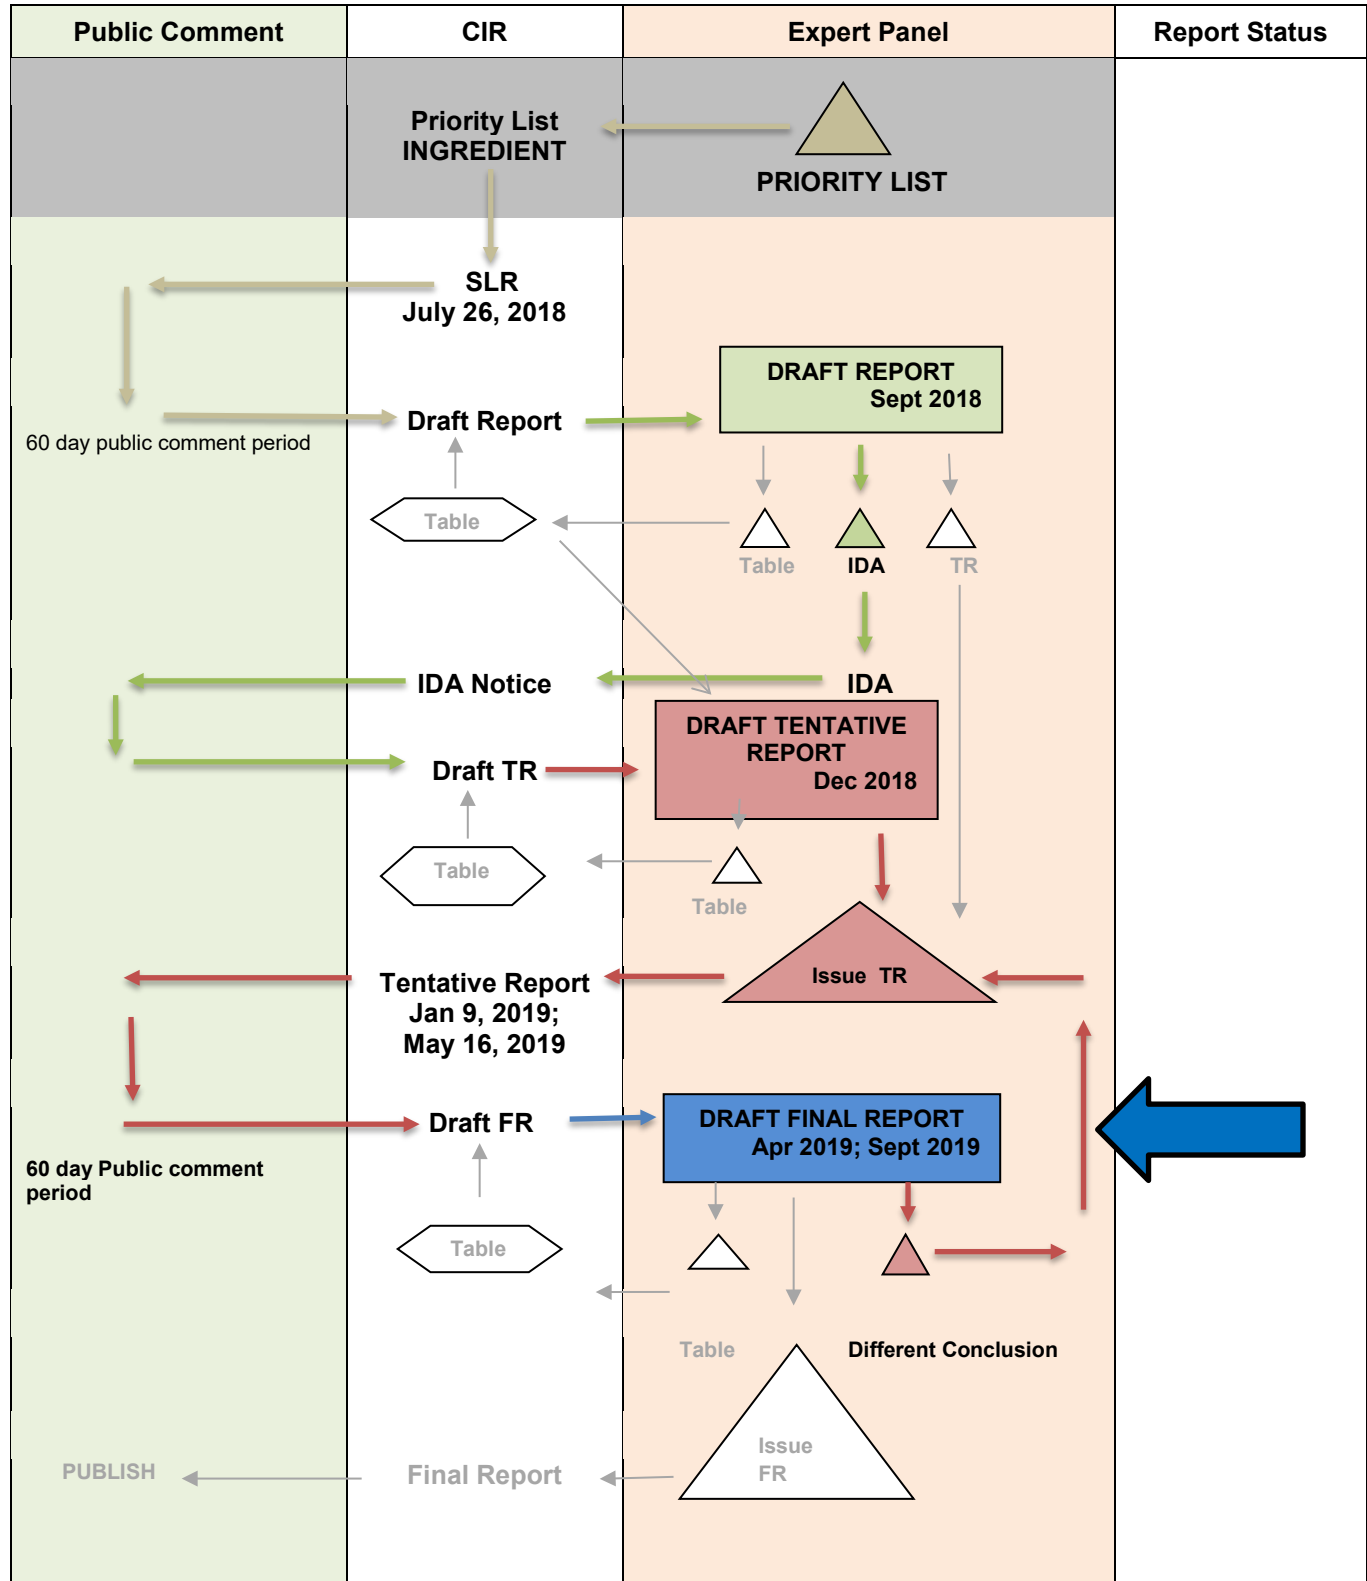 Public Comment
CIR
Expert Panel
Report Status
Priority List
INGREDIENT
PRIORITY LIST
SLR
July 26, 2018
60 day public comment period
Draft Report
DRAFT REPORT
Sept 2018
Table
Table
IDA
TR
IDA Notice
IDA
DRAFT TENTATIVE
REPORT
Dec 2018
Draft TR
Table
Table
Issue TR
Tentative Report
Jan 9, 2019;
May 16, 2019
60 day Public comment
period
Draft FR
DRAFT FINAL REPORT
Apr 2019; Sept 2019
Table
Table
Different Conclusion
Issue
FR
Final Report
PUBLISH